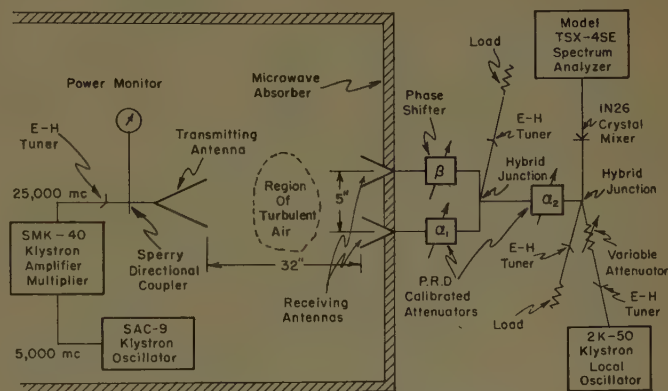 Power Monitor
E-H
Tuner
Transmitting
Antenna
25,000 mc
SMK-40
Klystron
Amplifier
Multiplier
Sperry
Directional
Coupler
5,000 mc
SAC-9
Klystron
Oscillator
Microwave
Absorber
Region
Of
Turbulent
Air
5"
32"
Receiving
Antennas
Phase
Shifter
β
α₁
P.R.D
Calibrated
Attenuators
Load
E-H
Tuner
Hybrid
Junction
α₂
Model
TSX-4SE
Spectrum
Analyzer
IN26
Crystal
Mixer
Hybrid
Junction
E-H
Tuner
Load
Variable
Attenuator
E-H
Tuner
2K-50
Klystron
Local
Oscillator